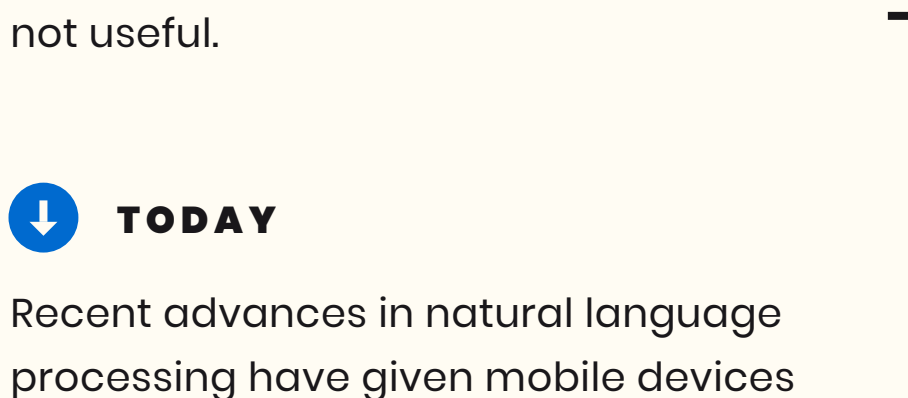 not useful.
TODAY
Recent advances in natural language
processing have given mobile devices